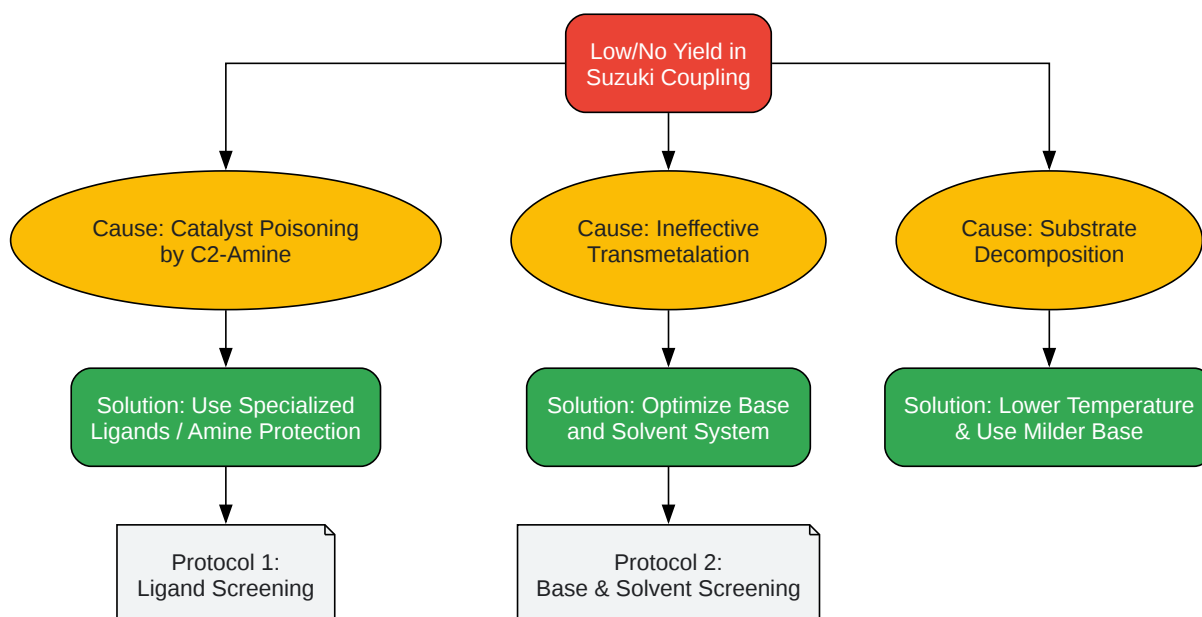 Low/No Yield in
Suzuki Coupling
Cause: Catalyst Poisoning
by C2-Amine
Cause: Ineffective
Transmetalation
Cause: Substrate
Decomposition
Solution: Use Specialized
Ligands / Amine Protection
Solution: Optimize Base
and Solvent System
Solution: Lower Temperature
& Use Milder Base
Protocol 1:
Ligand Screening
Protocol 2:
Base & Solvent Screening